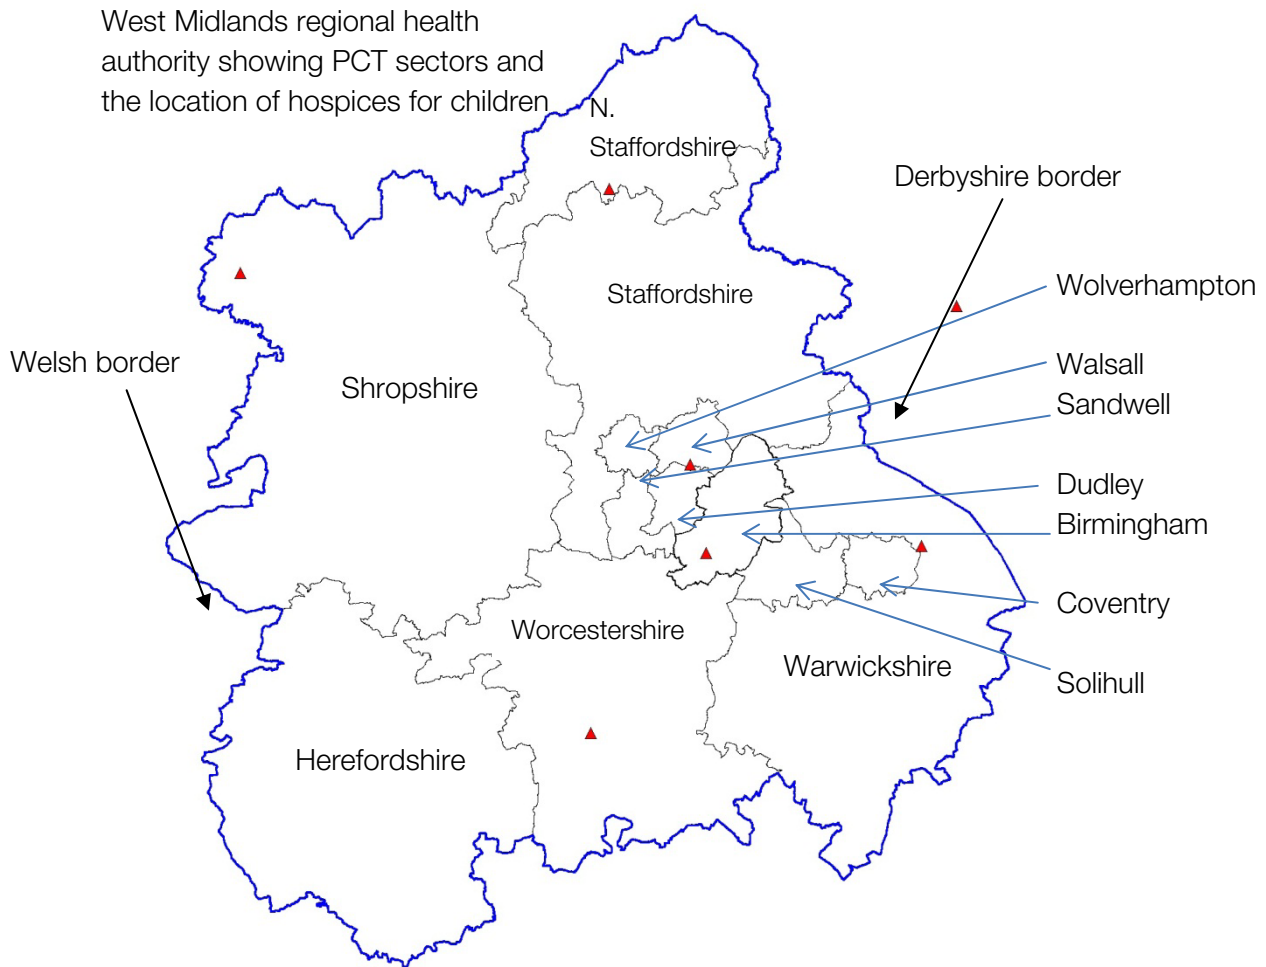 West Midlands regional health
authority showing PCT sectors and
the location of hospices for children
N.
Staffordshire
Derbyshire border
Wolverhampton
Staffordshire
Welsh border
Walsall
Shropshire
Sandwell
Dudley
Birmingham
Coventry
Worcestershire
Warwickshire
Solihull
Herefordshire